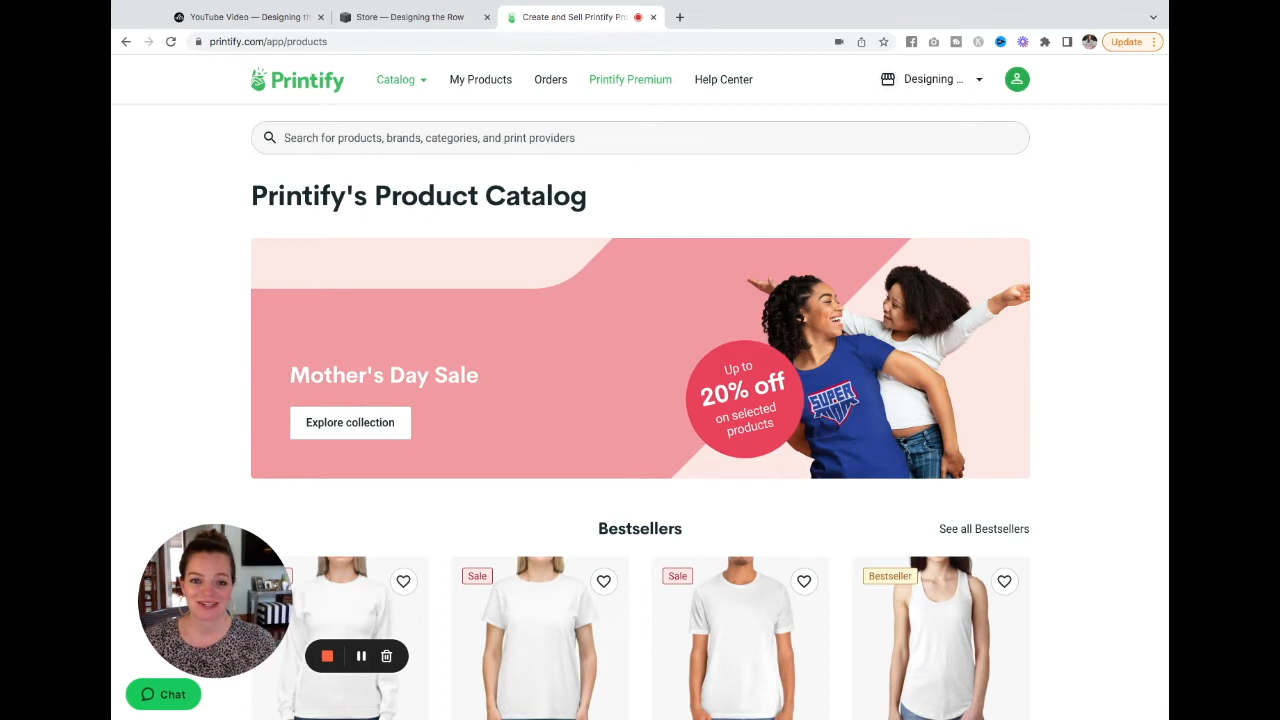 YouTube Video — Designing th
Store — Designing the Row
Create and Sell Printify Pro
printify.com/app/products
Update
Printify
Catalog
My Products
Orders
Printify Premium
Help Center
Designing ...
Search for products, brands, categories, and print providers
Printify's Product Catalog
Mother's Day Sale
Explore collection
Up to
20% off
on selected
products
SUPER
MOM
Bestsellers
See all Bestsellers
Sale
Sale
Bestseller
Chat